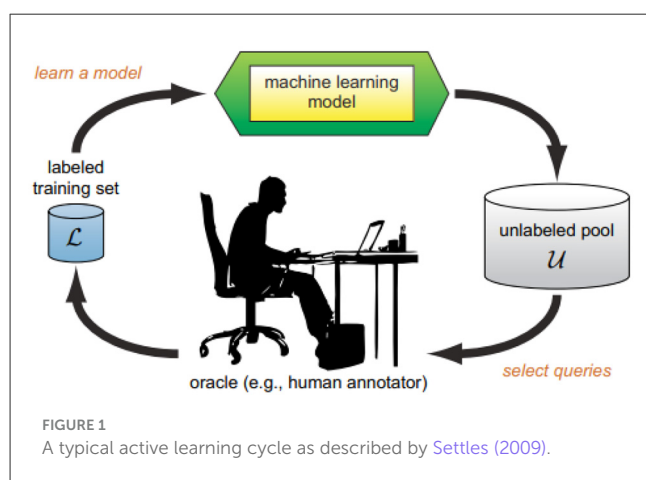 learn a model
machine learning
model
labeled
training set
ℒ
unlabeled pool
𝒰
oracle (e.g., human annotator)
select queries
FIGURE 1
A typical active learning cycle as described by Settles (2009).